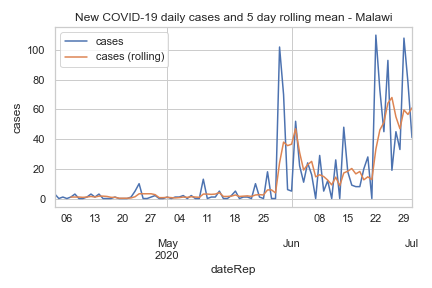 New COVID-19 daily cases and 5 day rolling mean - Malawi
cases
cases (rolling)
100
80
60
40
20
0
cases
06 13 20 27 04 11 18 25 08 15 22 29
May Jun Jul
2020
dateRep